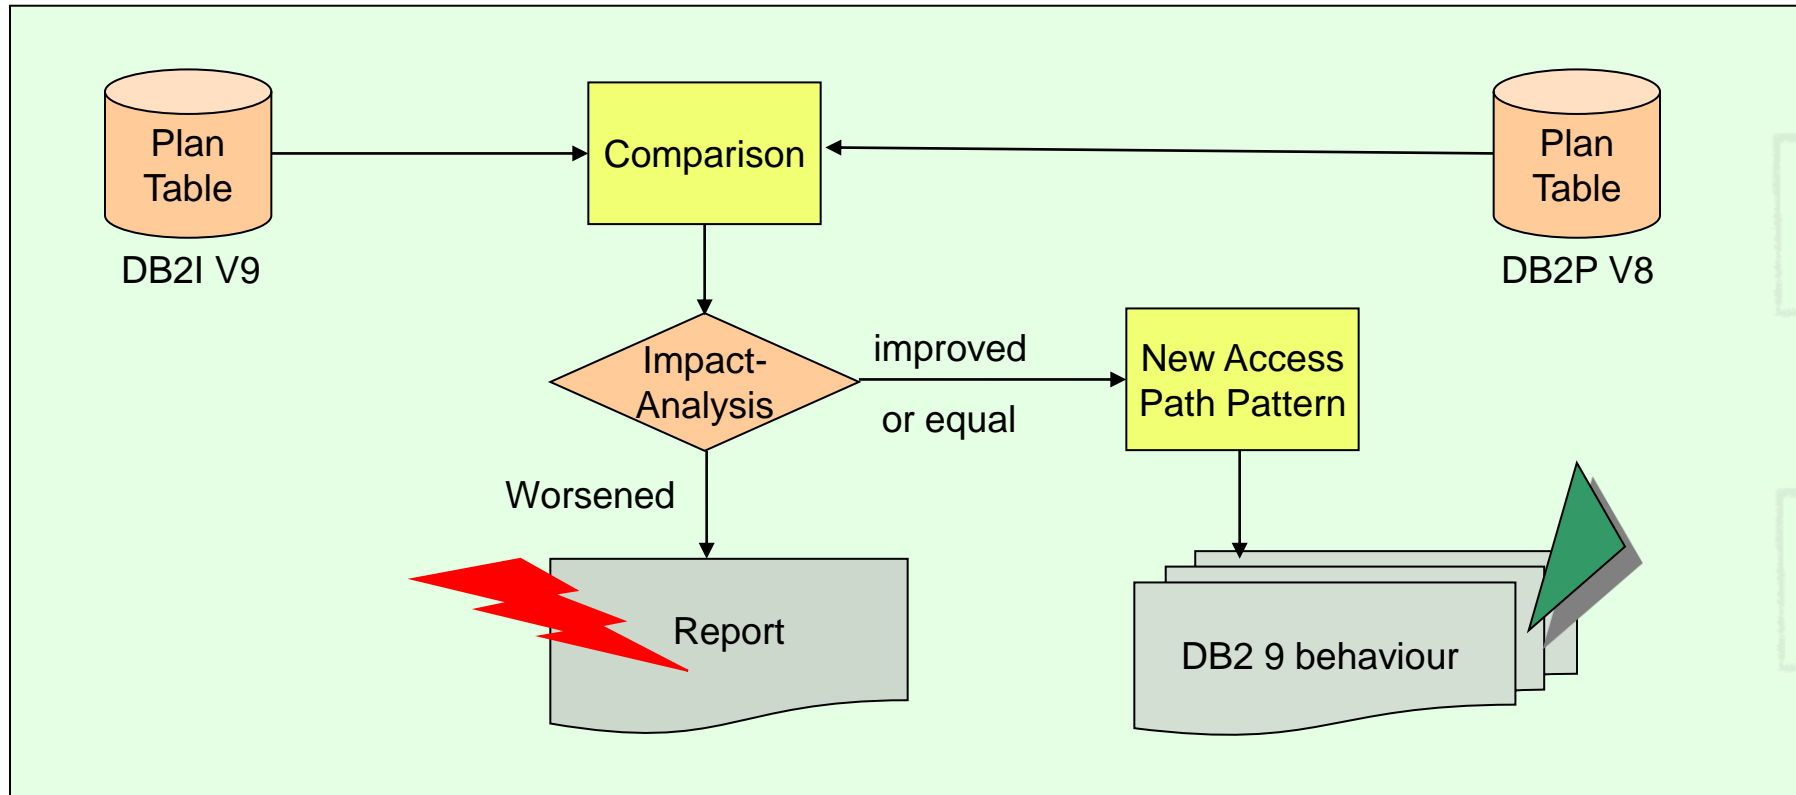 Plan
Table
DB2I V9
Comparison
Plan
Table
DB2P V8
Impact-
Analysis
improved
or equal
New Access
Path Pattern
Worsened
Report
DB2 9 behaviour